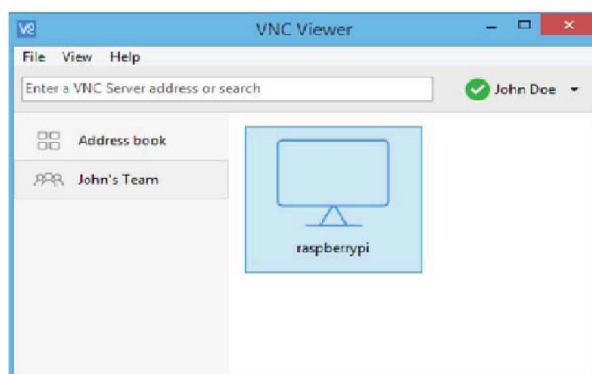 VNC Viewer
File View Help
Enter a VNC Server address or search
John Doe
Address book
John's Team
raspberrypi